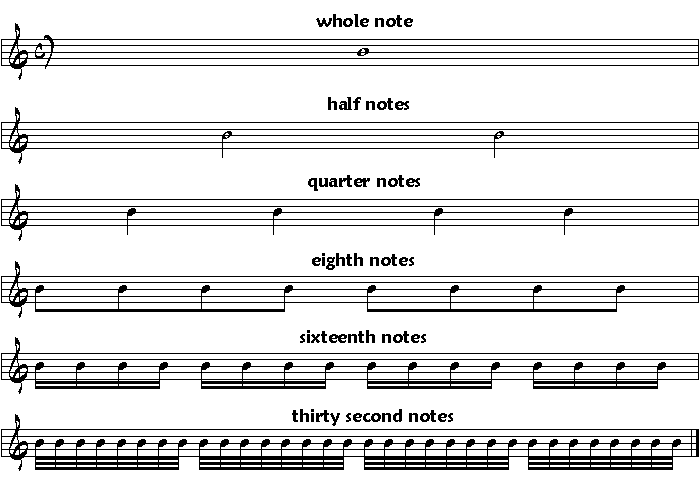 whole note
half notes
quarter notes
eighth notes
sixteenth notes
thirty second notes